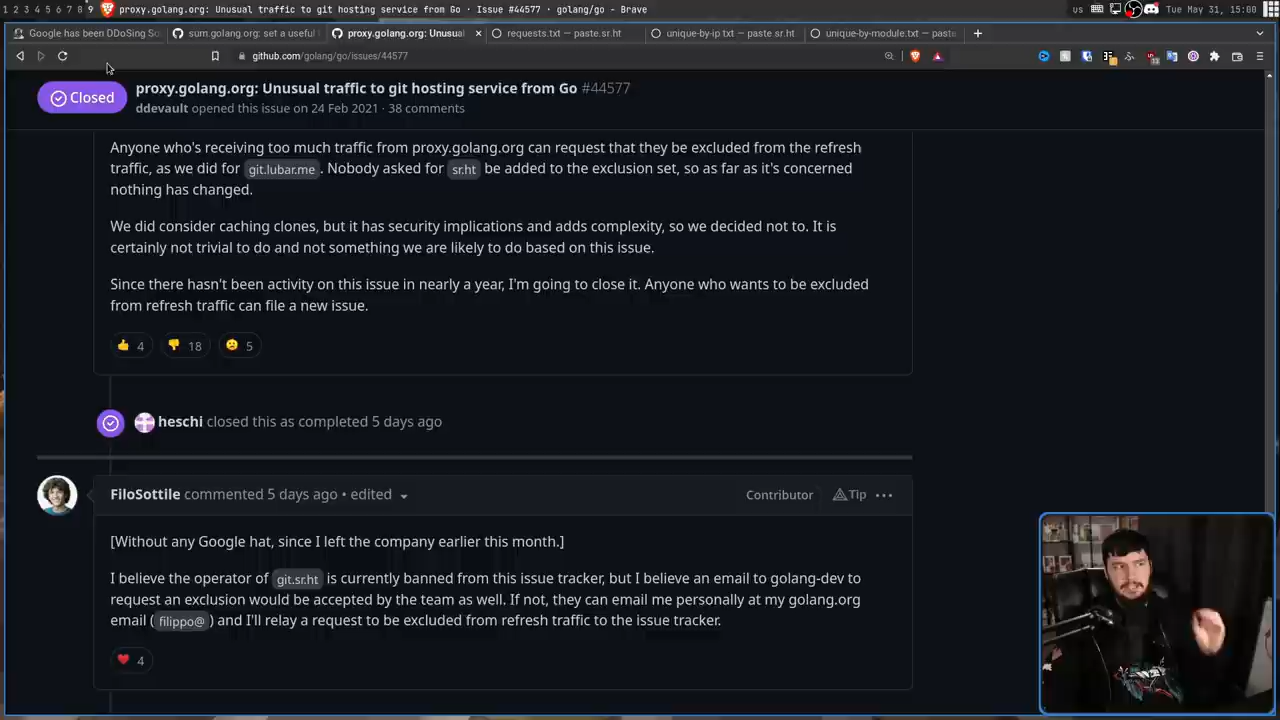 1 2 3 4 5 6 7 8 9 proxy.golang.org: Unusual traffic to git hosting service from Go · Issue #44577 · golang/go - Brave
us Tue May 31, 15:00
Google has been DDoSing So
sum.golang.org: set a useful
proxy.golang.org: Unusual
requests.txt — paste.sr.ht
unique-by-ip.txt — paste.sr.ht
unique-by-module.txt — paste
github.com/golang/go/issues/44577
Closed
proxy.golang.org: Unusual traffic to git hosting service from Go #44577
ddevault opened this issue on 24 Feb 2021 · 38 comments
Anyone who's receiving too much traffic from proxy.golang.org can request that they be excluded from the refresh
traffic, as we did for git.lubar.me. Nobody asked for sr.ht be added to the exclusion set, so as far as it's concerned
nothing has changed.
We did consider caching clones, but it has security implications and adds complexity, so we decided not to. It is
certainly not trivial to do and not something we are likely to do based on this issue.
Since there hasn't been activity on this issue in nearly a year, I'm going to close it. Anyone who wants to be excluded
from refresh traffic can file a new issue.
👍 4 👎 18 😕 5
heschi closed this as completed 5 days ago
FiloSottile commented 5 days ago • edited
Contributor Tip
[Without any Google hat, since I left the company earlier this month.]
I believe the operator of git.sr.ht is currently banned from this issue tracker, but I believe an email to golang-dev to
request an exclusion would be accepted by the team as well. If not, they can email me personally at my golang.org
email (filippo@) and I'll relay a request to be excluded from refresh traffic to the issue tracker.
❤️ 4